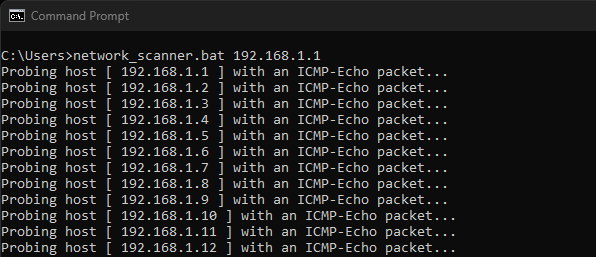 Command Prompt
C:\Users>network_scanner.bat 192.168.1.1
Probing host [ 192.168.1.1 ] with an ICMP-Echo packet...
Probing host [ 192.168.1.2 ] with an ICMP-Echo packet...
Probing host [ 192.168.1.3 ] with an ICMP-Echo packet...
Probing host [ 192.168.1.4 ] with an ICMP-Echo packet...
Probing host [ 192.168.1.5 ] with an ICMP-Echo packet...
Probing host [ 192.168.1.6 ] with an ICMP-Echo packet...
Probing host [ 192.168.1.7 ] with an ICMP-Echo packet...
Probing host [ 192.168.1.8 ] with an ICMP-Echo packet...
Probing host [ 192.168.1.9 ] with an ICMP-Echo packet...
Probing host [ 192.168.1.10 ] with an ICMP-Echo packet...
Probing host [ 192.168.1.11 ] with an ICMP-Echo packet...
Probing host [ 192.168.1.12 ] with an ICMP-Echo packet...